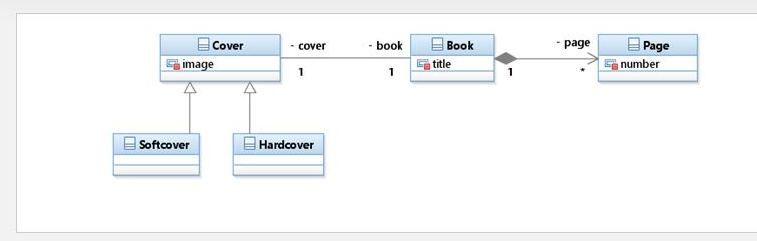 Cover
image
- cover
1
- book
1
Book
title
1
- page
*
Page
number
Softcover
Hardcover